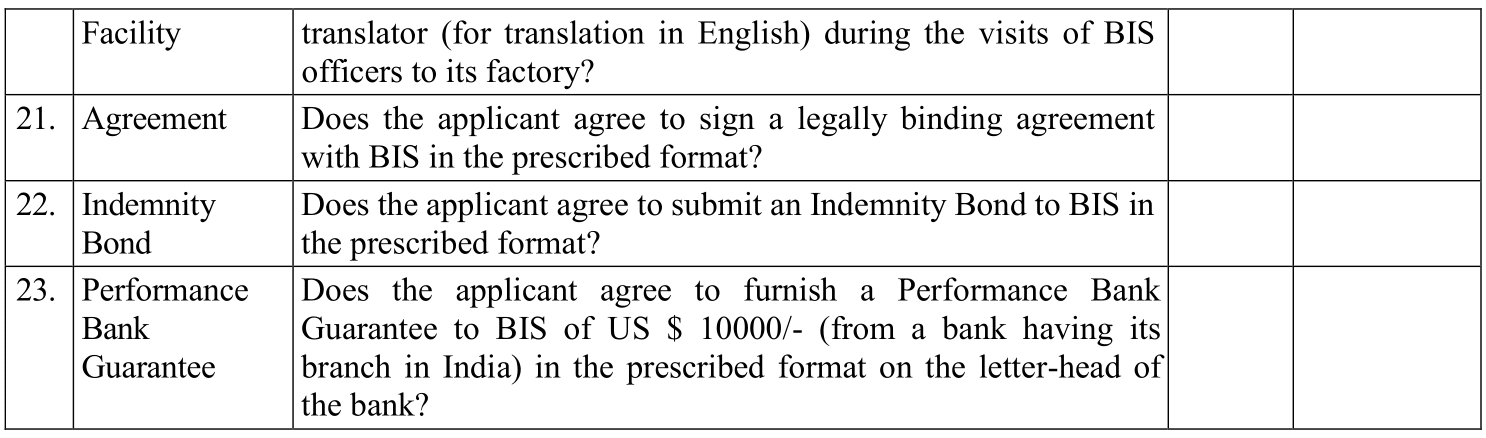 Facility translator (for translation in English) during the visits of BIS
officers to its factory?
21. Agreement Does the applicant agree to sign a legally binding agreement
with BIS in the prescribed format?
22. Indemnity Does the applicant agree to submit an Indemnity Bond to BIS in
Bond the prescribed format?
23. Performance Does the applicant agree to furnish a Performance Bank
Bank Guarantee to BIS of US $ 10000/- (from a bank having its
Guarantee branch in India) in the prescribed format on the letter-head of
the bank?